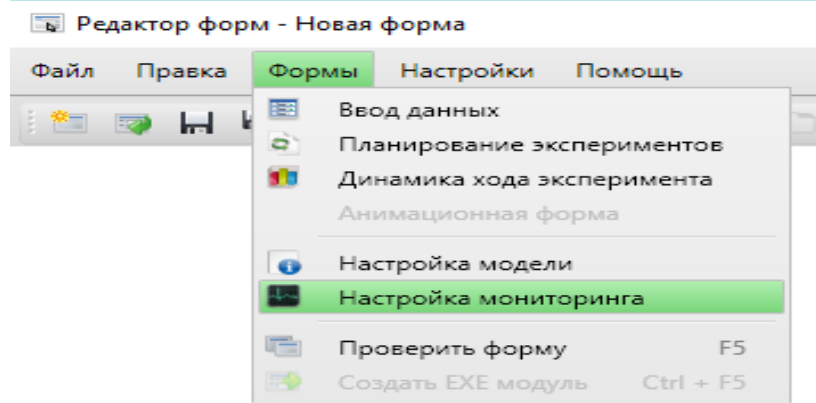 Редактор форм - Новая форма
Файл Правка Формы Настройки Помощь
Ввод данных
Планирование экспериментов
Динамика хода эксперимента
Анимационная форма
Настройка модели
Настройка мониторинга
Проверить форму F5
Создать EXE модуль Ctrl + F5